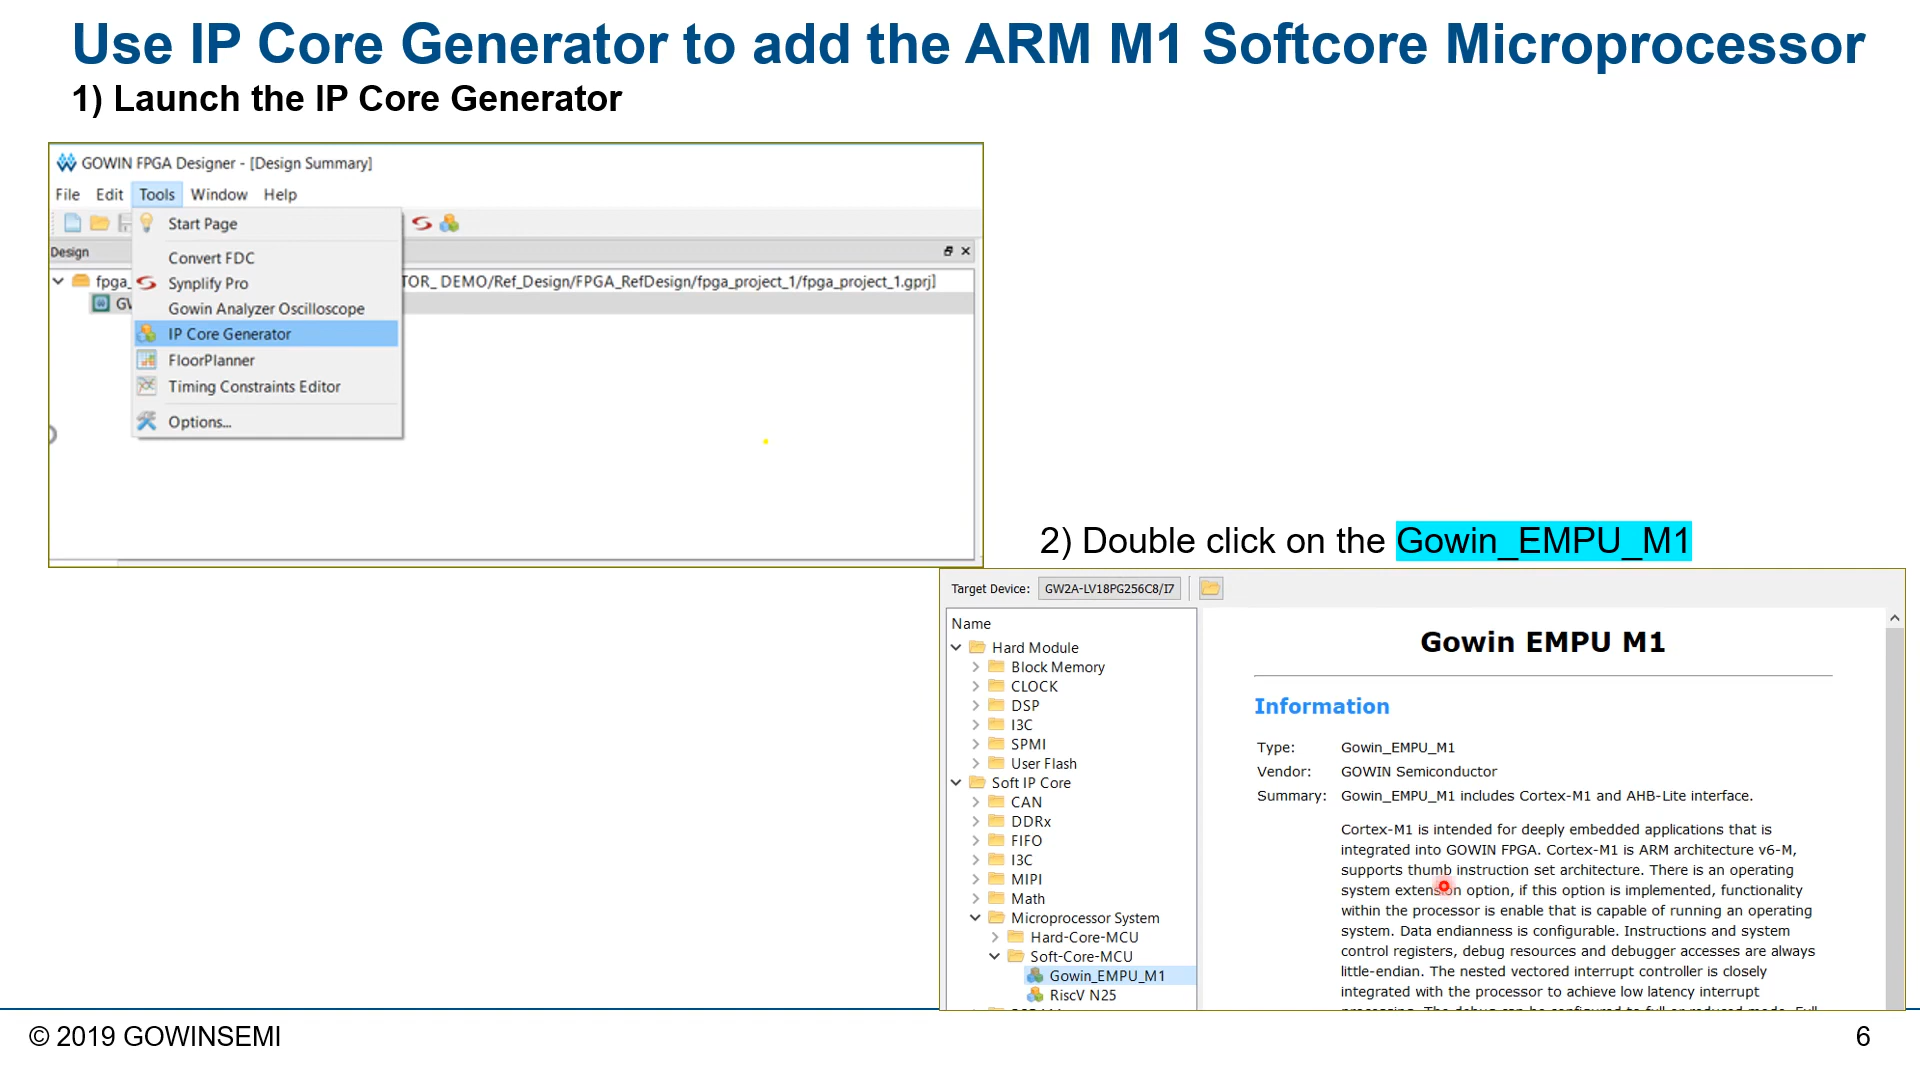 Use IP Core Generator to add the ARM M1 Softcore Microprocessor
1) Launch the IP Core Generator
GOWIN FPGA Designer - [Design Summary]
File Edit Tools Window Help
Start Page
Design
Convert FDC
fpga_
TOR_ DEMO/Ref_Design/FPGA_RefDesign/fpga_project_1/fpga_project_1.gprj]
Synplify Pro
Gowin Analyzer Oscilloscope
IP Core Generator
FloorPlanner
Timing Constraints Editor
Options...
2) Double click on the Gowin_EMPU_M1
Target Device: GW2A-LV18PG256C8/I7
Name
Hard Module
Block Memory
CLOCK
DSP
I3C
SPMI
User Flash
Soft IP Core
CAN
DDRx
FIFO
I3C
MIPI
Math
Microprocessor System
Hard-Core-MCU
Soft-Core-MCU
Gowin_EMPU_M1
RiscV N25
Gowin EMPU M1
Information
Type: Gowin_EMPU_M1
Vendor: GOWIN Semiconductor
Summary: Gowin_EMPU_M1 includes Cortex-M1 and AHB-Lite interface.
Cortex-M1 is intended for deeply embedded applications that is
integrated into GOWIN FPGA. Cortex-M1 is ARM architecture v6-M,
supports thumb instruction set architecture. There is an operating
system extension option, if this option is implemented, functionality
within the processor is enable that is capable of running an operating
system. Data endianness is configurable. Instructions and system
control registers, debug resources and debugger accesses are always
little-endian. The nested vectored interrupt controller is closely
integrated with the processor to achieve low latency interrupt
© 2019 GOWINSEMI
6